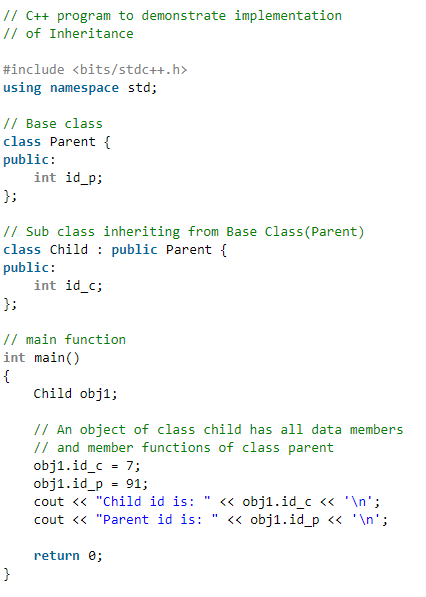 // C++ program to demonstrate implementation
// of Inheritance

#include <bits/stdc++.h>
using namespace std;

// Base class
class Parent {
public:
    int id_p;
};

// Sub class inheriting from Base Class(Parent)
class Child : public Parent {
public:
    int id_c;
};

// main function
int main()
{
    Child obj1;

    // An object of class child has all data members
    // and member functions of class parent
    obj1.id_c = 7;
    obj1.id_p = 91;
    cout << "Child id is: " << obj1.id_c << '\n';
    cout << "Parent id is: " << obj1.id_p << '\n';

    return 0;
}